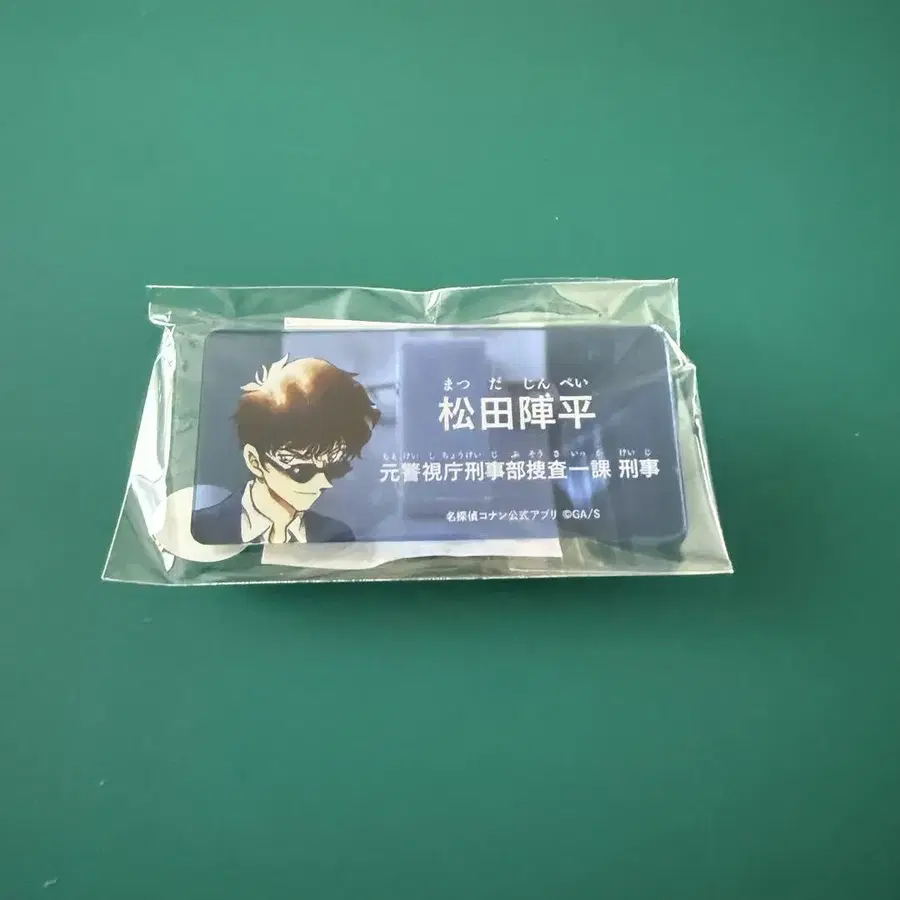 まつ だ じん ぺい
松田陣平
もとけい し ちょうけい じ ぶ そう さ いっ か けい じ
元警視庁刑事部捜査一課 刑事
名探偵コナン公式アプリ ©GA/S